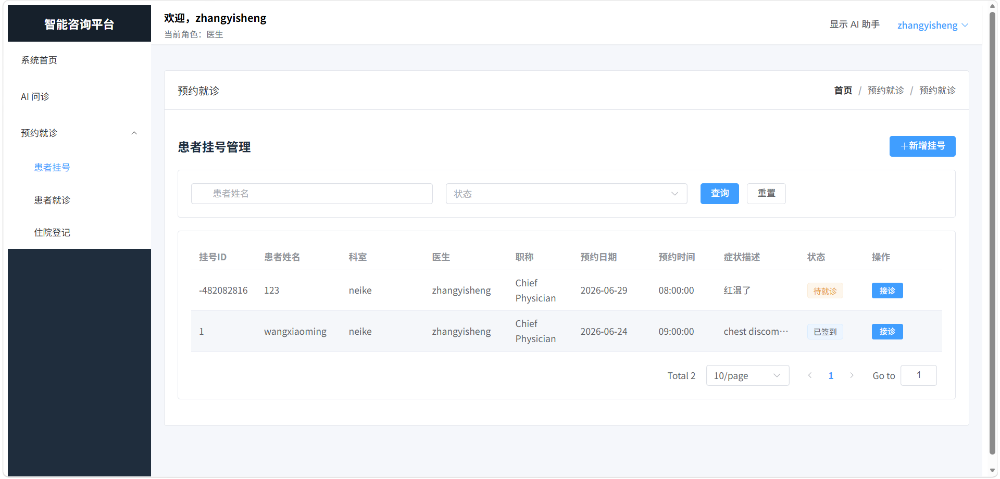 智能咨询平台
系统首页
AI 问诊
预约就诊
患者挂号
患者就诊
住院登记
欢迎，zhangyisheng
当前角色：医生
显示 AI 助手
zhangyisheng
预约就诊
首页 / 预约就诊 / 预约就诊
患者挂号管理
+新增挂号
患者姓名
状态
查询
重置
挂号ID 患者姓名 科室 医生 职称 预约日期 预约时间 症状描述 状态 操作
-482082816 123 neike zhangyisheng Chief Physician 2026-06-29 08:00:00 红温了 待就诊 接诊
1 wangxiaoming neike zhangyisheng Chief Physician 2026-06-24 09:00:00 chest discom··· 已签到 接诊
Total 2 10/page 1 Go to 1